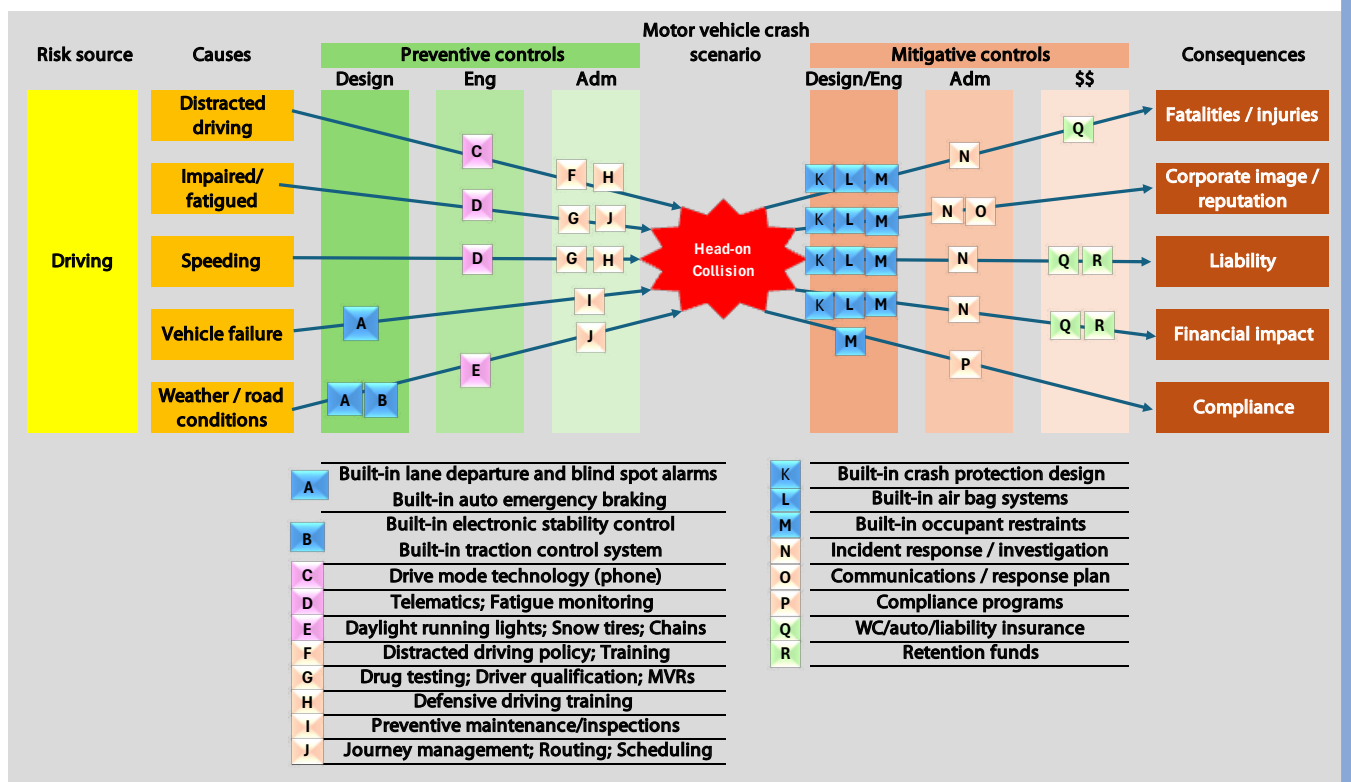 Motor vehicle crash
scenario
Risk source
Causes
Preventive controls
Mitigative controls
Consequences
Design
Eng
Adm
Design/Eng
Adm
$$
Driving
Distracted
driving
Impaired/
fatigued
Speeding
Vehicle failure
Weather / road
conditions
C
F H
D
G J
D
G H
A
I
A B
E
J
Head-on
Collision
K L M
N
Q
K L M
N O
K L M
N
Q R
K L M
N
Q R
M
P
Fatalities / injuries
Corporate image /
reputation
Liability
Financial impact
Compliance
A
Built-in lane departure and blind spot alarms
Built-in auto emergency braking
B
Built-in electronic stability control
Built-in traction control system
C Drive mode technology (phone)
D Telematics; Fatigue monitoring
E Daylight running lights; Snow tires; Chains
F Distracted driving policy; Training
G Drug testing; Driver qualification; MVRs
H Defensive driving training
I Preventive maintenance/inspections
J Journey management; Routing; Scheduling
K Built-in crash protection design
L Built-in air bag systems
M Built-in occupant restraints
N Incident response / investigation
O Communications / response plan
P Compliance programs
Q WC/auto/liability insurance
R Retention funds